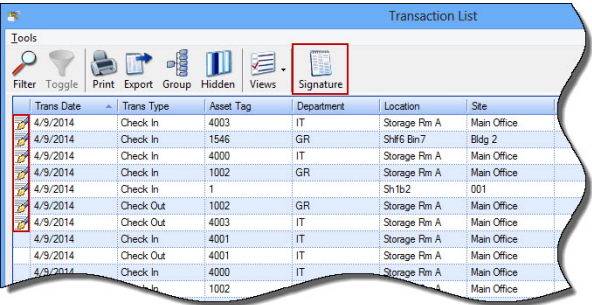 Transaction List
Tools
Filter Toggle Print Export Group Hidden Views Signature
Trans Date Trans Type Asset Tag Department Location Site
4/9/2014 Check In 4003 IT Storage Rm A Main Office
4/9/2014 Check In 1546 GR Shlf6 Bin7 Bldg 2
4/9/2014 Check In 4000 IT Storage Rm A Main Office
4/9/2014 Check In 1002 GR Storage Rm A Main Office
4/9/2014 Check In 1 Sh1b2 001
4/9/2014 Check Out 1002 GR Storage Rm A Main Office
4/9/2014 Check Out 4003 IT Storage Rm A Main Office
4/9/2014 Check In 4001 IT Storage Rm A Main Office
4/9/2014 Check Out 4001 IT Storage Rm A Main Office
4/9/2014 Check In 4000 IT Storage Rm A Main Office
1002 Main Office